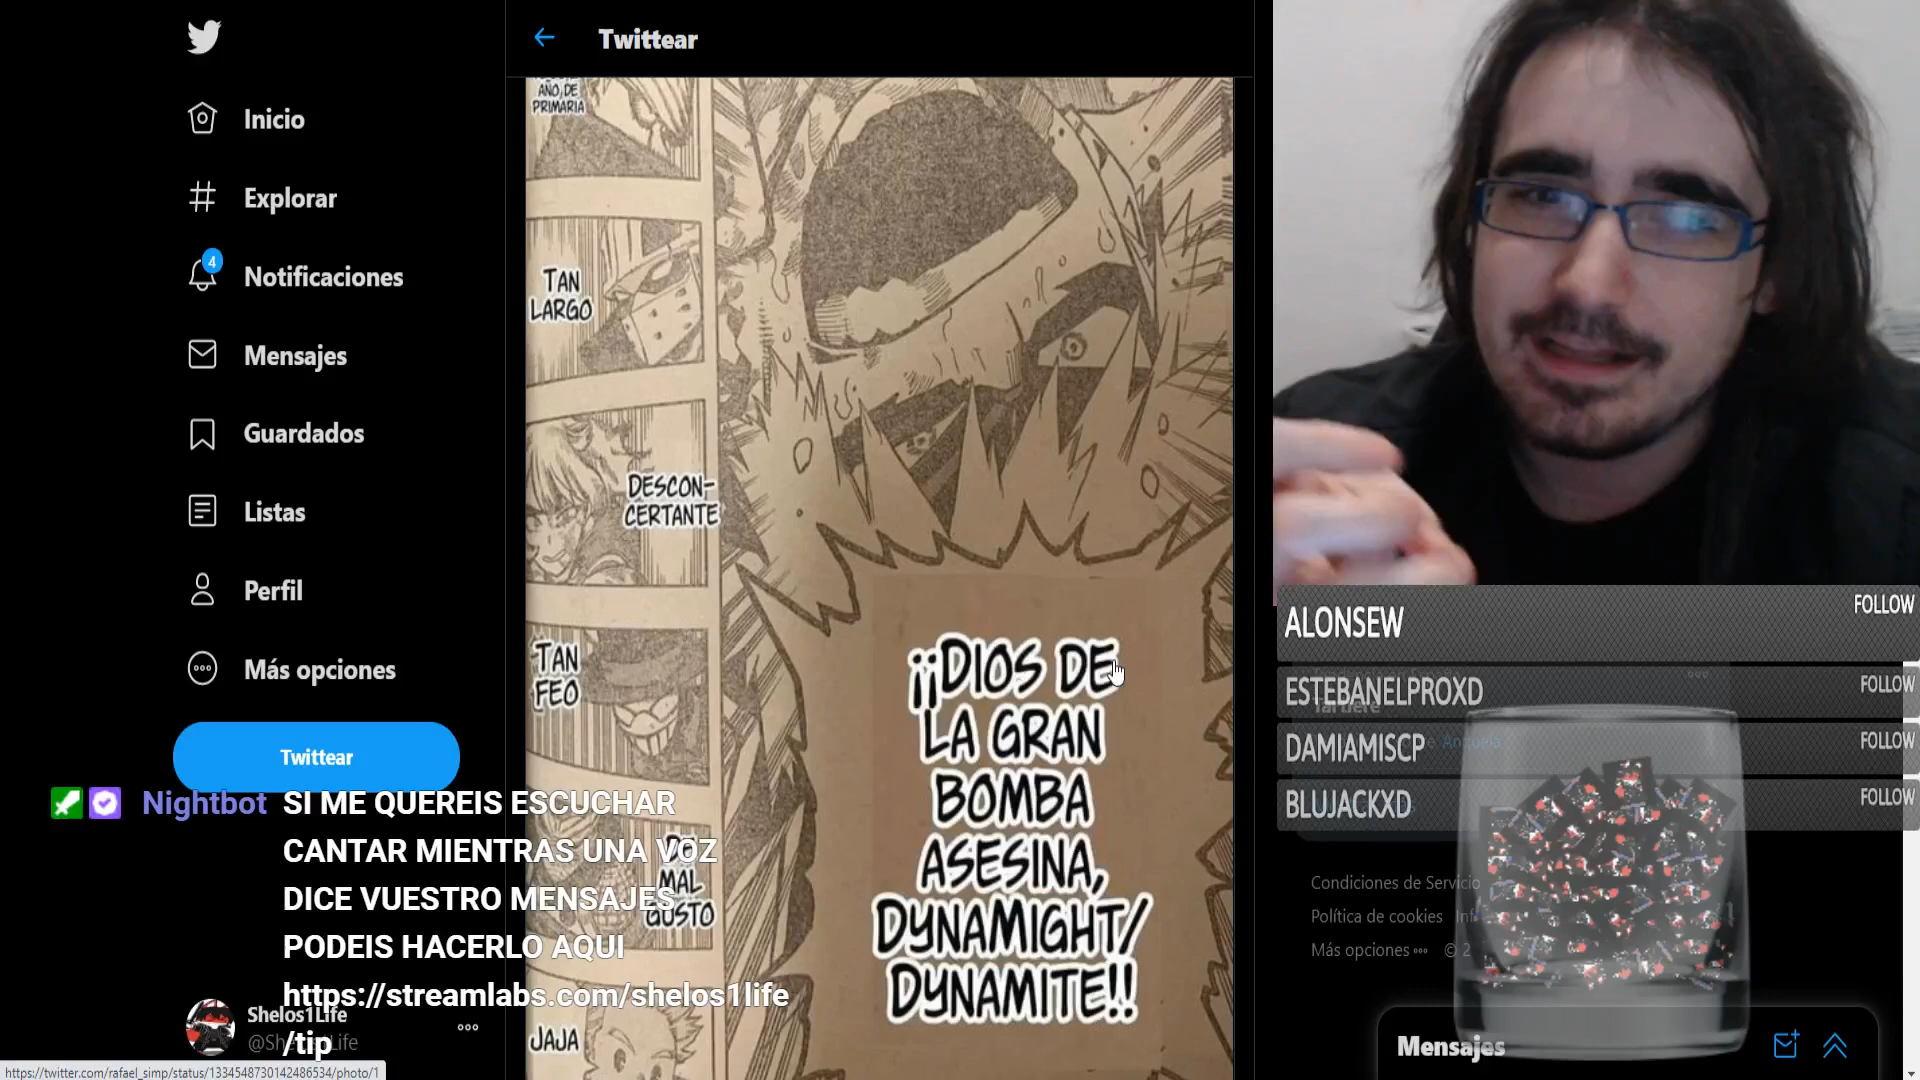 Twittear
Inicio
Explorar
4
Notificaciones
Mensajes
Guardados
Listas
Perfil
Más opciones
Twittear
AÑO DE
PRIMARIA
TAN
LARGO
DESCON-
CERTANTE
TAN
FEO
DE
MAL
GUSTO
JAJA
¡¡DIOS DE
LA GRAN
BOMBA
ASESINA,
DYNAMIGHT/
DYNAMITE!!
Nightbot SI ME QUEREIS ESCUCHAR
CANTAR MIENTRAS UNA VOZ
DICE VUESTRO MENSAJES
PODEIS HACERLO AQUI
https://streamlabs.com/shelos1life
/tip
Shelos1Life
https://twitter.com/rafael_simp/status/1334548730142486534/photo/1
ALONSEW FOLLOW
ESTEBANELPROXD FOLLOW
DAMIAMISCP FOLLOW
BLUJACKXD FOLLOW
Condiciones de Servicio
Política de cookies
Más opciones ••• © 2
Mensajes